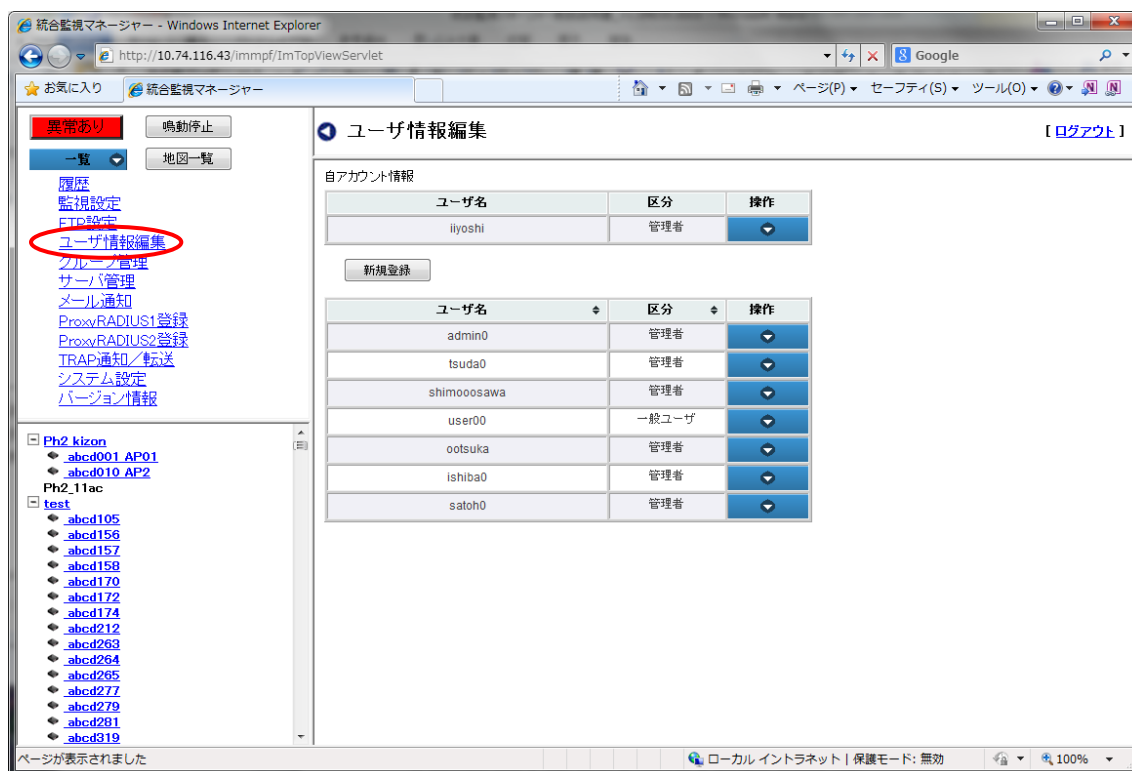 統合監視マネージャー - Windows Internet Explorer
http://10.74.116.43/immpf/ImTopViewServlet
Google
お気に入り
統合監視マネージャー
ページ(P)
セーフティ(S)
ツール(O)
異常あり
鳴動停止
一覧
地図一覧
履歴
監視設定
FTP設定
ユーザ情報編集
グループ管理
サーバ管理
メール通知
ProxyRADIUS1登録
ProxyRADIUS2登録
TRAP通知／転送
システム設定
バージョン情報
Ph2 kizon
abcd001 AP01
abcd010 AP2
Ph2_11ac
test
abcd105
abcd156
abcd157
abcd158
abcd170
abcd172
abcd174
abcd212
abcd263
abcd264
abcd265
abcd277
abcd279
abcd281
abcd319
ユーザ情報編集
[ ログアウト ]
自アカウント情報
ユーザ名 区分 操作
iiyoshi 管理者
新規登録
ユーザ名 区分 操作
admin0 管理者
tsuda0 管理者
shimooosawa 管理者
user00 一般ユーザ
ootsuka 管理者
ishiba0 管理者
satoh0 管理者
ページが表示されました
ローカル イントラネット | 保護モード: 無効
100%